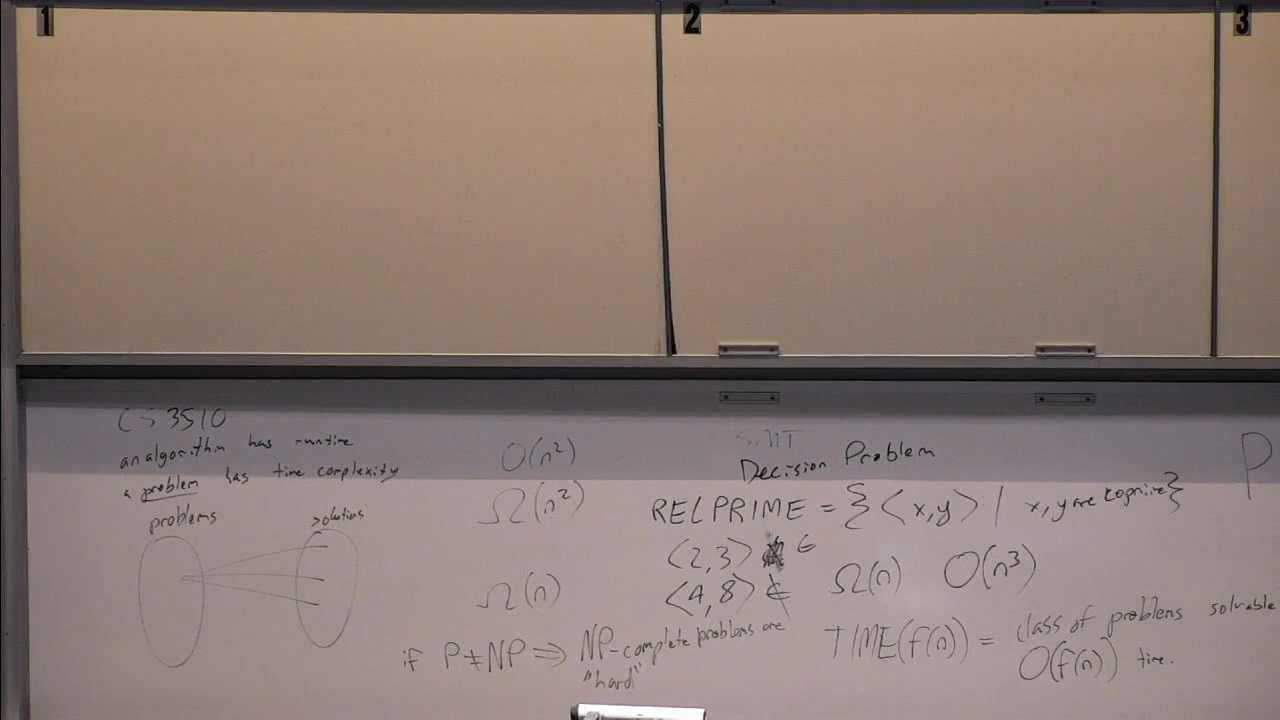 1
2
3
CS 3510
an algorithm has runtime
a problem has time complexity
problems
solutions
O(n²)
Ω(n²)
Ω(n)
if P≠NP ⇒ NP-complete problems are
"hard"
Decision Problem
RELPRIME = {<x,y> | x,y are coprime}
<2,3> ∈
<4,8> ∉
Ω(n) O(n³)
TIME(f(n)) = class of problems solvable
O(f(n)) time.
P